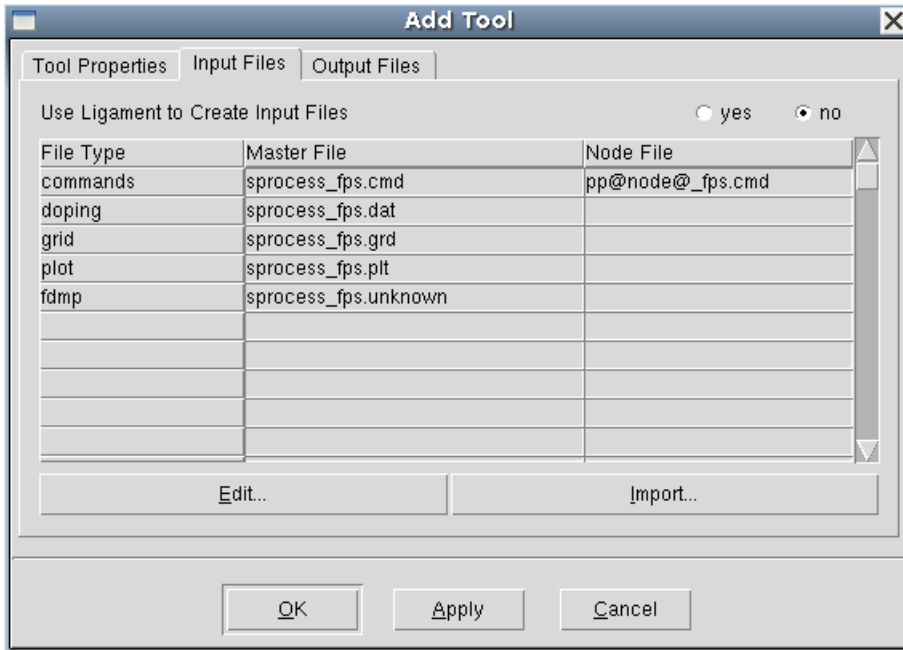 Add Tool
Tool Properties Input Files Output Files
Use Ligament to Create Input Files yes no
File Type Master File Node File
commands sprocess_fps.cmd pp@node@_fps.cmd
doping sprocess_fps.dat
grid sprocess_fps.grd
plot sprocess_fps.plt
fdmp sprocess_fps.unknown
Edit... Import...
OK Apply Cancel